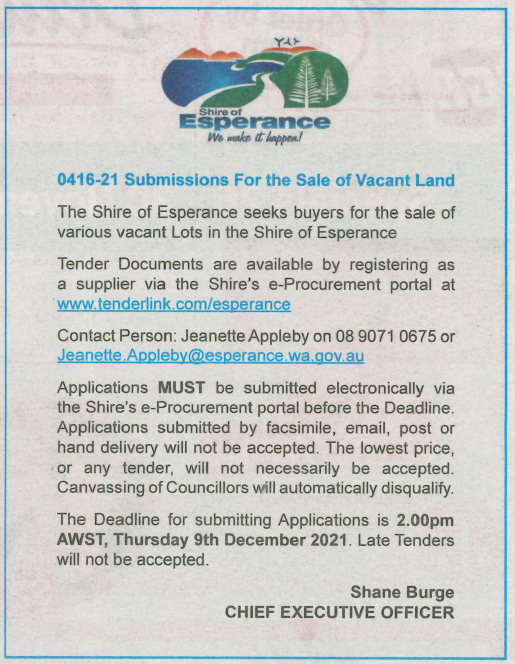 Shire of
Esperance
We make it happen!
0416-21 Submissions For the Sale of Vacant Land
The Shire of Esperance seeks buyers for the sale of
various vacant Lots in the Shire of Esperance
Tender Documents are available by registering as
a supplier via the Shire's e-Procurement portal at
www.tenderlink.com/esperance
Contact Person: Jeanette Appleby on 08 9071 0675 or
Jeanette.Appleby@esperance.wa.gov.au
Applications MUST be submitted electronically via
the Shire's e-Procurement portal before the Deadline.
Applications submitted by facsimile, email, post or
hand delivery will not be accepted. The lowest price,
or any tender, will not necessarily be accepted.
Canvassing of Councillors will automatically disqualify.
The Deadline for submitting Applications is 2.00pm
AWST, Thursday 9th December 2021. Late Tenders
will not be accepted.
Shane Burge
CHIEF EXECUTIVE OFFICER